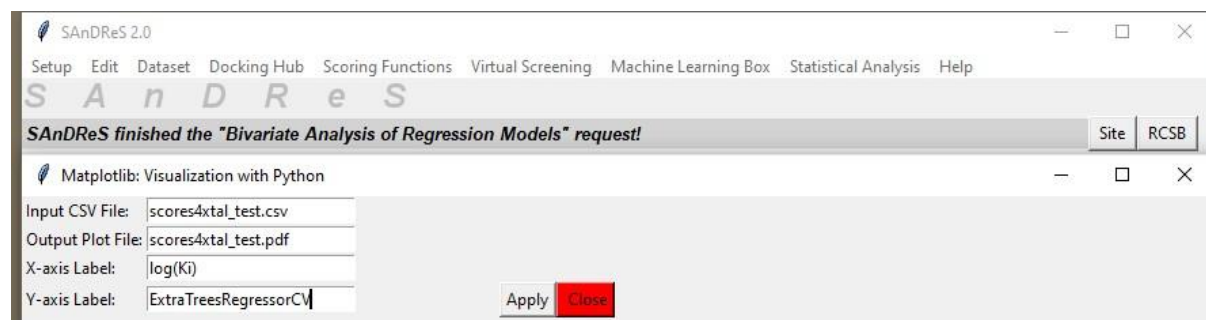 SAnDReS 2.0
Setup Edit Dataset Docking Hub Scoring Functions Virtual Screening Machine Learning Box Statistical Analysis Help
S A n D R e S
SAnDReS finished the "Bivariate Analysis of Regression Models" request! Site RCSB
Matplotlib: Visualization with Python
Input CSV File: scores4xtal_test.csv
Output Plot File: scores4xtal_test.pdf
X-axis Label: log(Ki)
Y-axis Label: ExtraTreesRegressorCV Apply Close